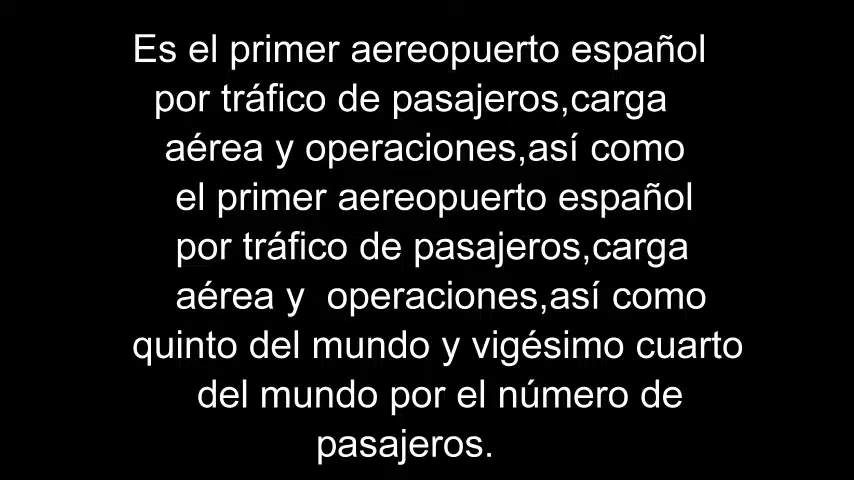 Es el primer aereopuerto español
por tráfico de pasajeros,carga
aérea y operaciones,así como
el primer aereopuerto español
por tráfico de pasajeros,carga
aérea y  operaciones,así como
quinto del mundo y vigésimo cuarto
del mundo por el número de
pasajeros.